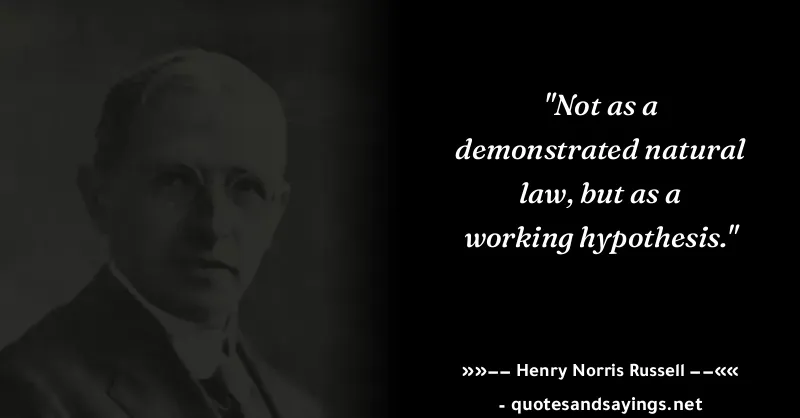 "Not as a
demonstrated natural
law, but as a
working hypothesis."
»»–– Henry Norris Russell ––««
- quotesandsayings.net